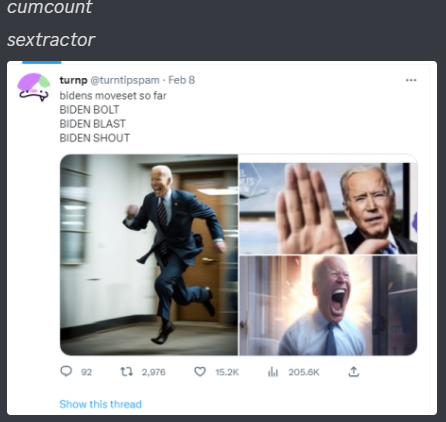 cumcount
sextractor
turnp @turntipspam · Feb 8
bidens moveset so far
BIDEN BOLT
BIDEN BLAST
BIDEN SHOUT
92 2,976 15.2K 205.6K
Show this thread